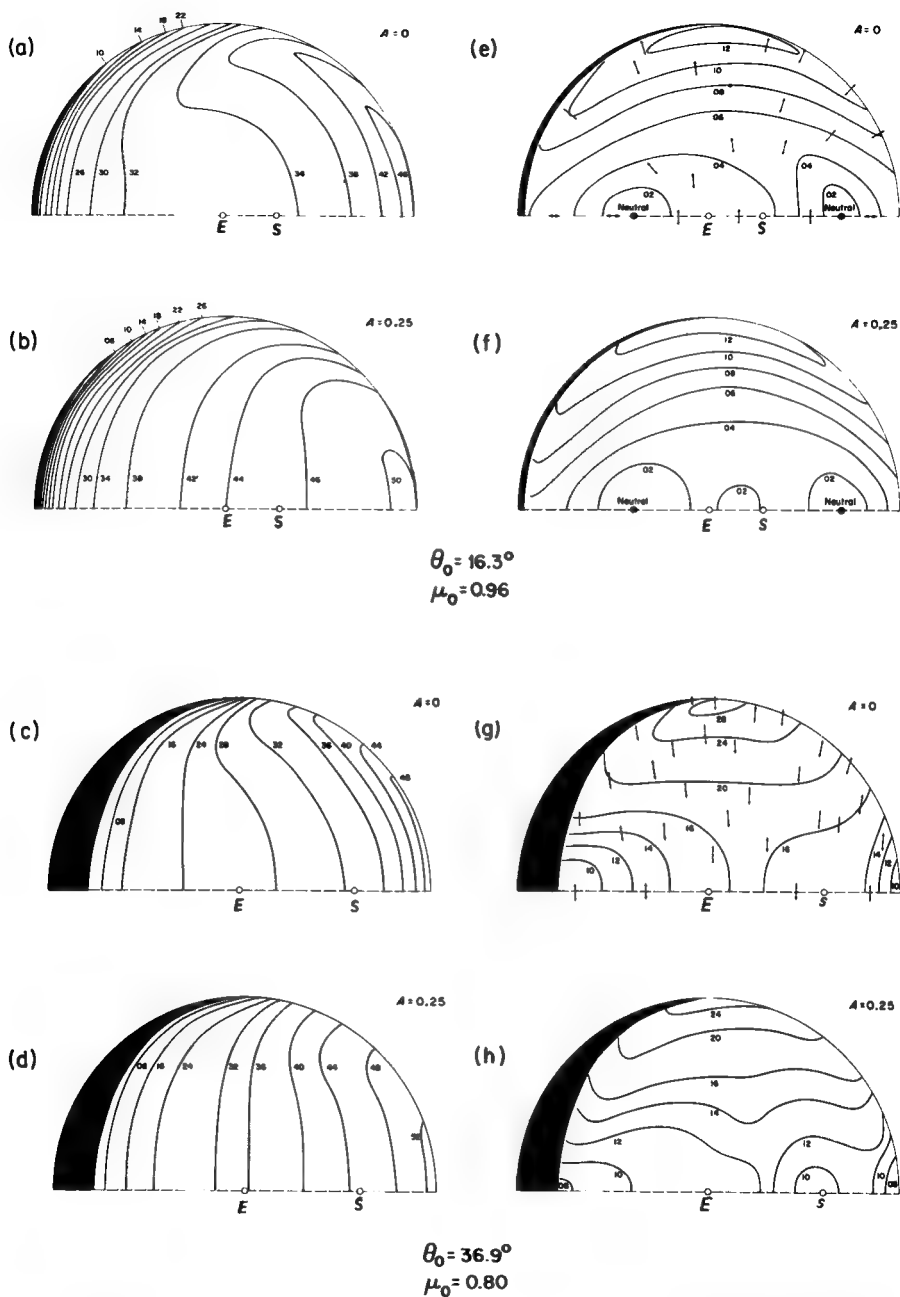 (a)
10 14 18 22
A = 0
26 30 32 34 38 42 46
E S
(e)
A = 0
12
10
08
06
04 04
02 02
Neutral Neutral
E S
(b)
06 10 14 18 22 26
A = 0.25
30 34 38 42 44 46 50
E S
(f)
A = 0.25
12
10
08
06
04
02 02 02
Neutral Neutral
E S
θ₀ = 16.3°
μ₀ = 0.96
(c)
A = 0
08 16 24 28 32 36 40 44
E S
(g)
A = 0
28
24
20
16 16
14 14
12 12
10 10
E S
(d)
A = 0.25
08 16 24 32 36 40 44 48
E S
(h)
A = 0.25
24
20
16
14
12 12
10 10 10
08 08
E S
θ₀ = 36.9°
μ₀ = 0.80